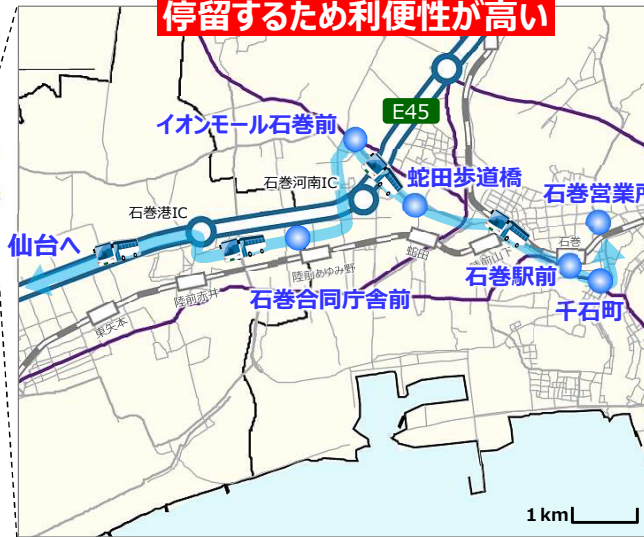 停留するため利便性が高い
E45
イオンモール石巻前
石巻河南IC
蛇田歩道橋
石巻営業所
石巻港IC
仙台へ
石巻
蛇田
陸前山下
陸前あゆみ野
石巻駅前
石巻合同庁舎前
陸前赤井
千石町
東矢本
1km